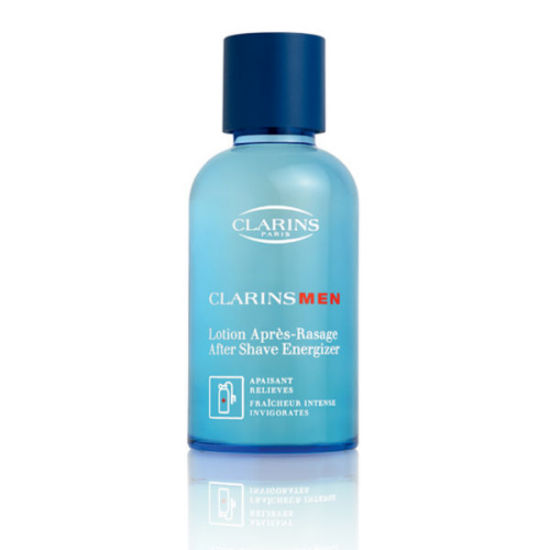 CLARINS
PARIS
CLARINSMEN
Lotion Après-Rasage
After Shave Energizer
APAISANT
RELIEVES
FRAÎCHEUR INTENSE
INVIGORATES